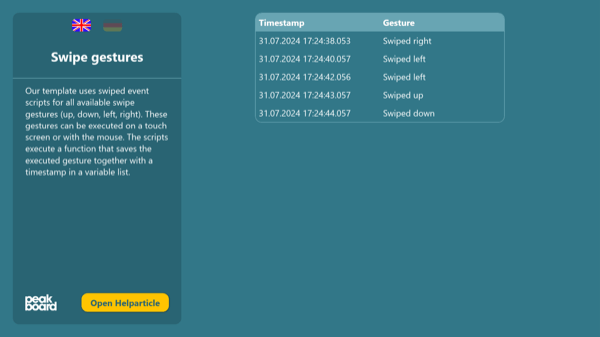 Swipe gestures
Our template uses swiped event
scripts for all available swipe
gestures (up, down, left, right). These
gestures can be executed on a touch
screen or with the mouse. The scripts
execute a function that saves the
executed gesture together with a
timestamp in a variable list.
peak
board
Open Helparticle
Timestamp Gesture
31.07.2024 17:24:38.053 Swiped right
31.07.2024 17:24:40.057 Swiped left
31.07.2024 17:24:42.056 Swiped left
31.07.2024 17:24:43.057 Swiped up
31.07.2024 17:24:44.057 Swiped down